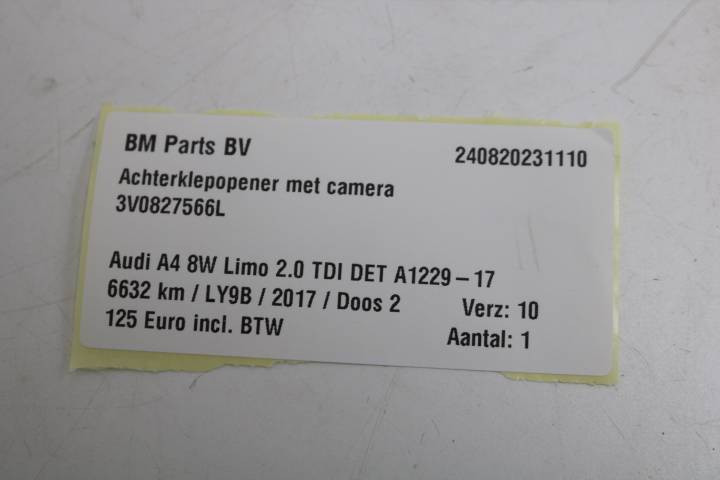 BM Parts BV 240820231110
Achterklepopener met camera
3V0827566L
Audi A4 8W Limo 2.0 TDI DET A1229 – 17
6632 km / LY9B / 2017 / Doos 2 Verz: 10
125 Euro incl. BTW Aantal: 1